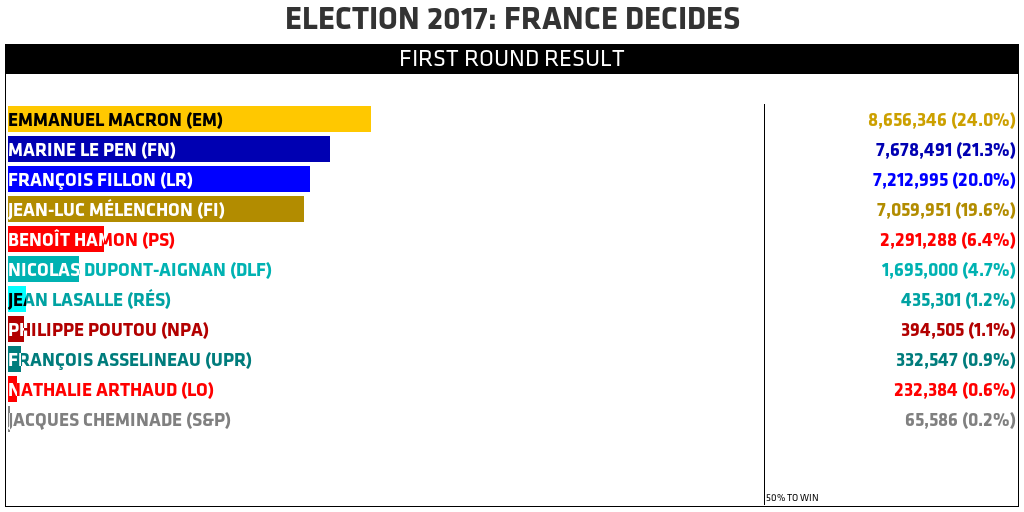 ELECTION 2017: FRANCE DECIDES
FIRST ROUND RESULT
EMMANUEL MACRON (EM) 8,656,346 (24.0%)
MARINE LE PEN (FN) 7,678,491 (21.3%)
FRANÇOIS FILLON (LR) 7,212,995 (20.0%)
JEAN-LUC MÉLENCHON (FI) 7,059,951 (19.6%)
BENOÎT HAMON (PS) 2,291,288 (6.4%)
NICOLAS DUPONT-AIGNAN (DLF) 1,695,000 (4.7%)
JEAN LASALLE (RÉS) 435,301 (1.2%)
PHILIPPE POUTOU (NPA) 394,505 (1.1%)
FRANÇOIS ASSELINEAU (UPR) 332,547 (0.9%)
NATHALIE ARTHAUD (LO) 232,384 (0.6%)
JACQUES CHEMINADE (S&P) 65,586 (0.2%)
50% TO WIN